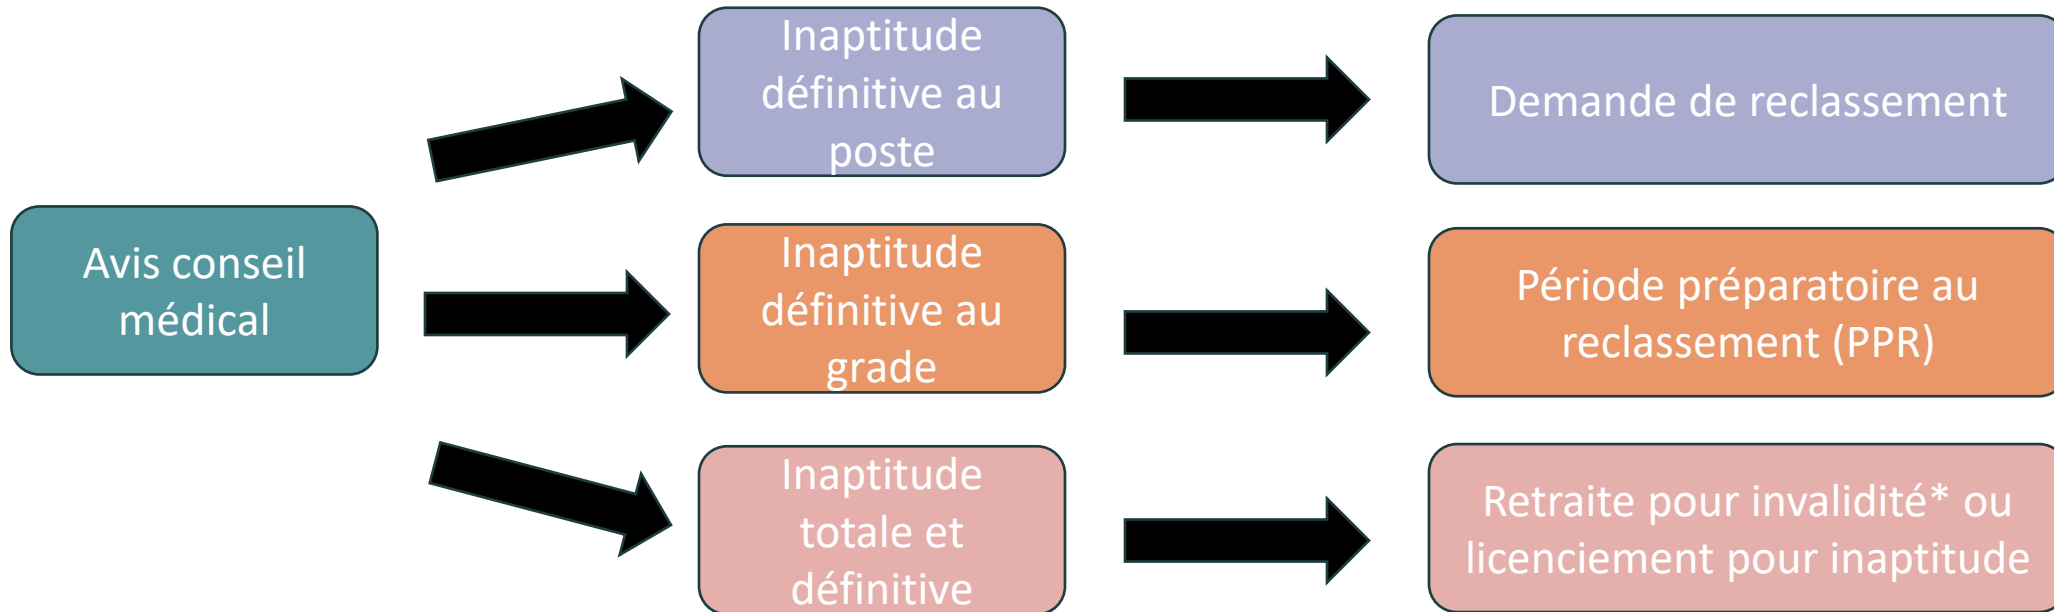 Avis conseil
médical
Inaptitude
définitive au
poste
Demande de reclassement
Inaptitude
définitive au
grade
Période préparatoire au
reclassement (PPR)
Inaptitude
totale et
définitive
Retraite pour invalidité* ou
licenciement pour inaptitude